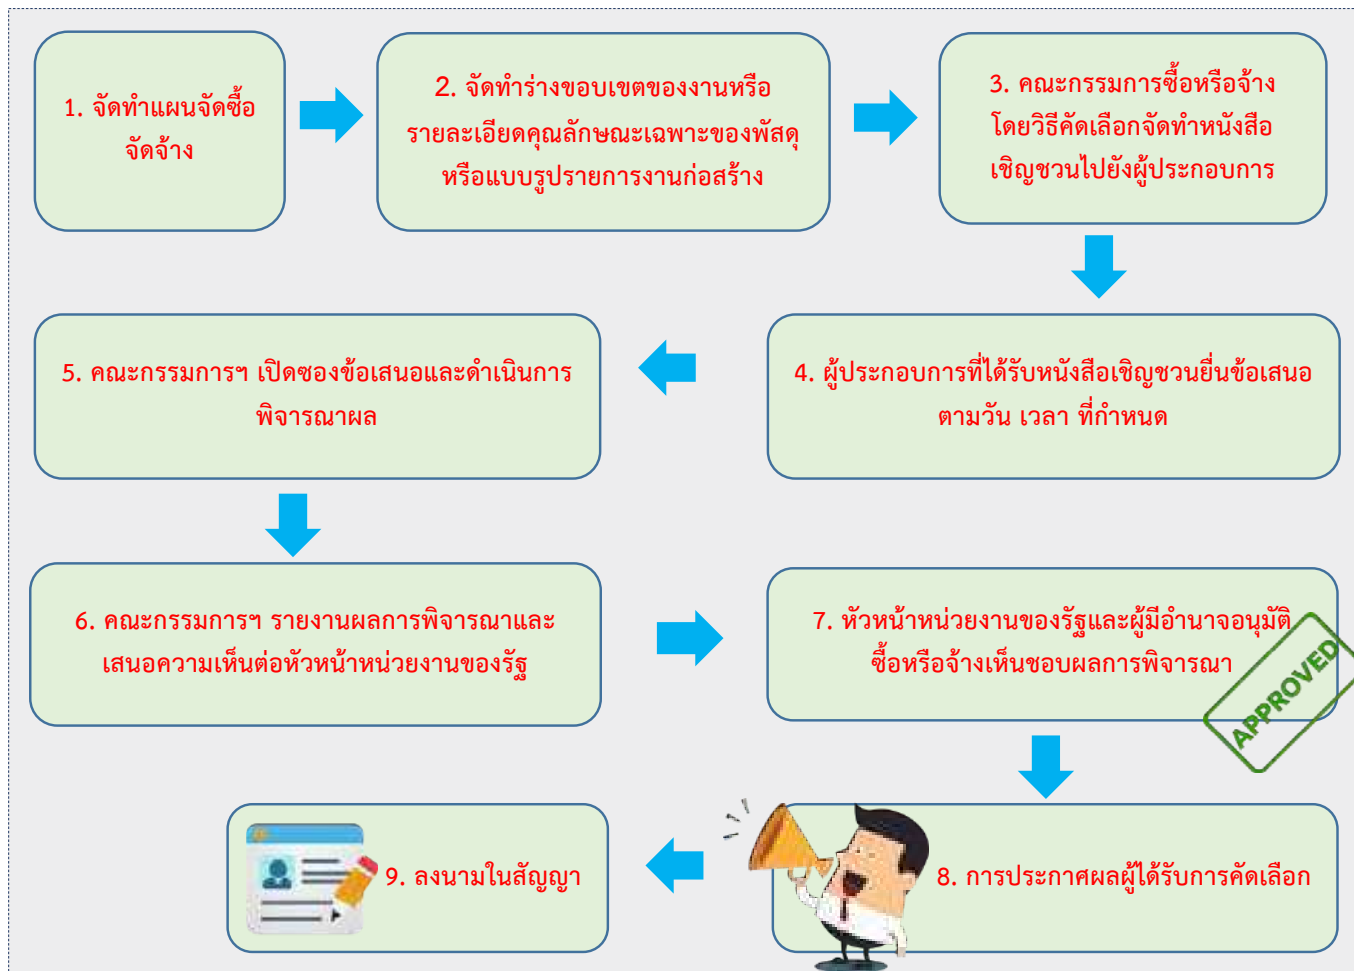 1. จัดทำแผนจัดซื้อ
จัดจ้าง
2. จัดทำร่างขอบเขตของงานหรือ
รายละเอียดคุณลักษณะเฉพาะของพัสดุ
หรือแบบรูปรายการงานก่อสร้าง
3. คณะกรรมการซื้อหรือจ้าง
โดยวิธีคัดเลือกจัดทำหนังสือ
เชิญชวนไปยังผู้ประกอบการ
4. ผู้ประกอบการที่ได้รับหนังสือเชิญชวนยื่นข้อเสนอ
ตามวัน เวลา ที่กำหนด
5. คณะกรรมการฯ เปิดซองข้อเสนอและดำเนินการ
พิจารณาผล
6. คณะกรรมการฯ รายงานผลการพิจารณาและ
เสนอความเห็นต่อหัวหน้าหน่วยงานของรัฐ
7. หัวหน้าหน่วยงานของรัฐและผู้มีอำนาจอนุมัติ
ซื้อหรือจ้างเห็นชอบผลการพิจารณา
APPROVED
8. การประกาศผลผู้ได้รับการคัดเลือก
9. ลงนามในสัญญา